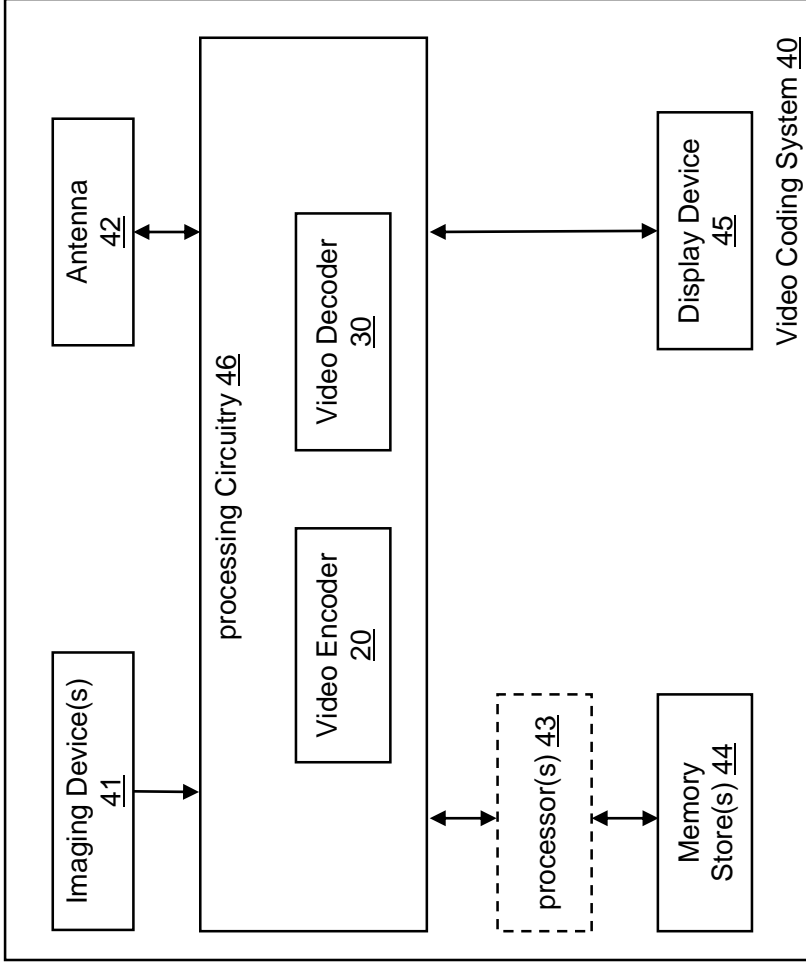 Imaging Device(s)
41
Antenna
42
processing Circuitry 46
Video Encoder
20
Video Decoder
30
processor(s) 43
Memory
Store(s) 44
Display Device
45
Video Coding System 40